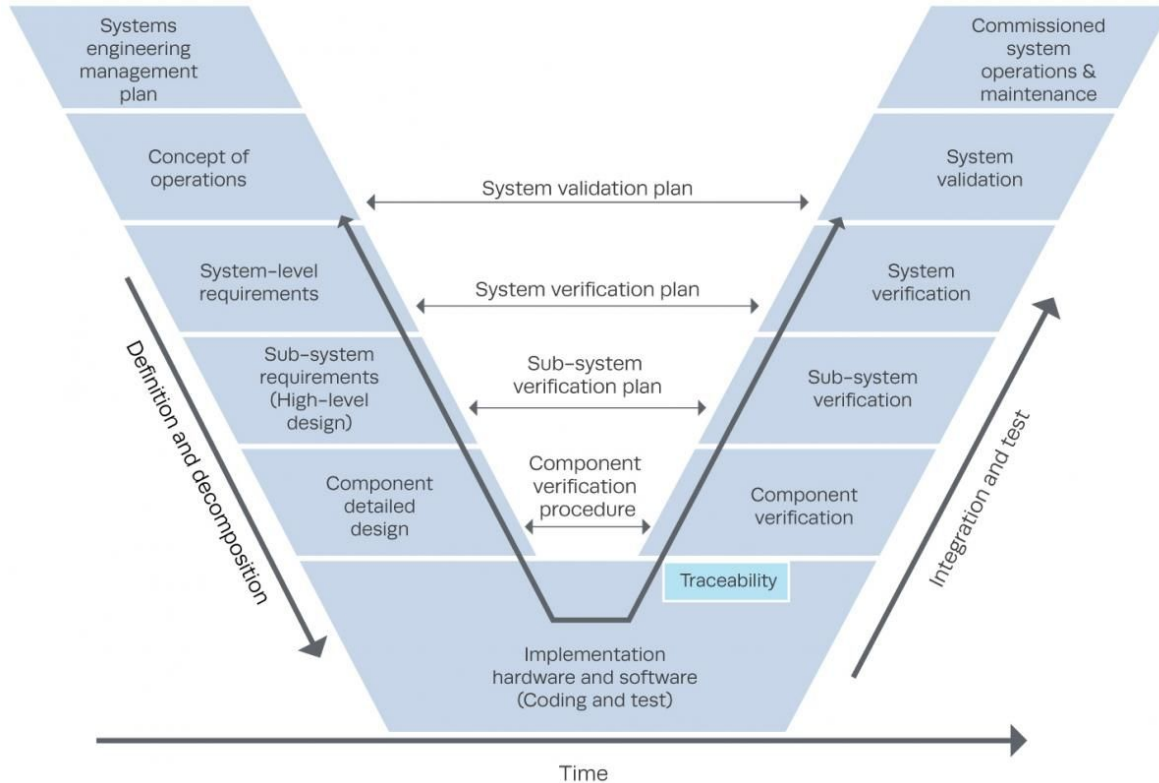 Systems
engineering
management
plan
Commissioned
system
operations &
maintenance
Concept of
operations
System validation plan
System
validation
System-level
requirements
System verification plan
System
verification
Sub-system
requirements
(High-level
design)
Sub-system
verification plan
Sub-system
verification
Component
detailed
design
Component
verification
procedure
Component
verification
Definition and decomposition
Integration and test
Traceability
Implementation
hardware and software
(Coding and test)
Time